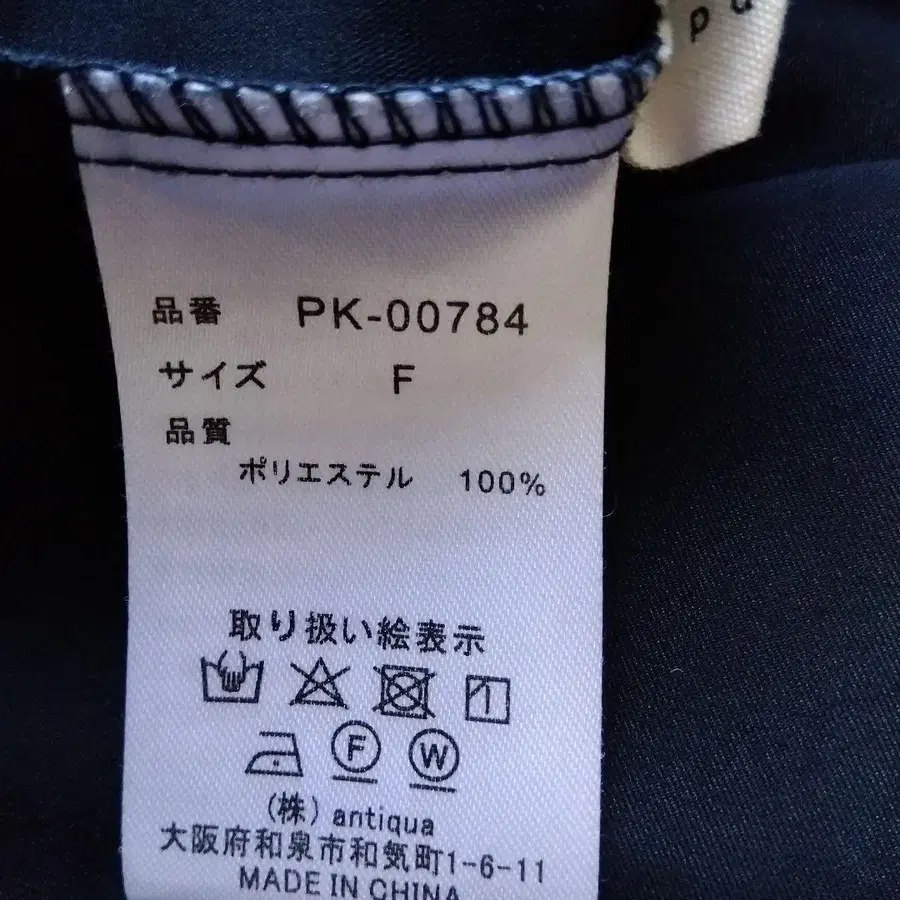 pu
品番 PK-00784
サイズ F
品質
ポリエステル 100%
取り扱い絵表示
F W
(株) antiqua
大阪府和泉市和気町1-6-11
MADE IN CHINA